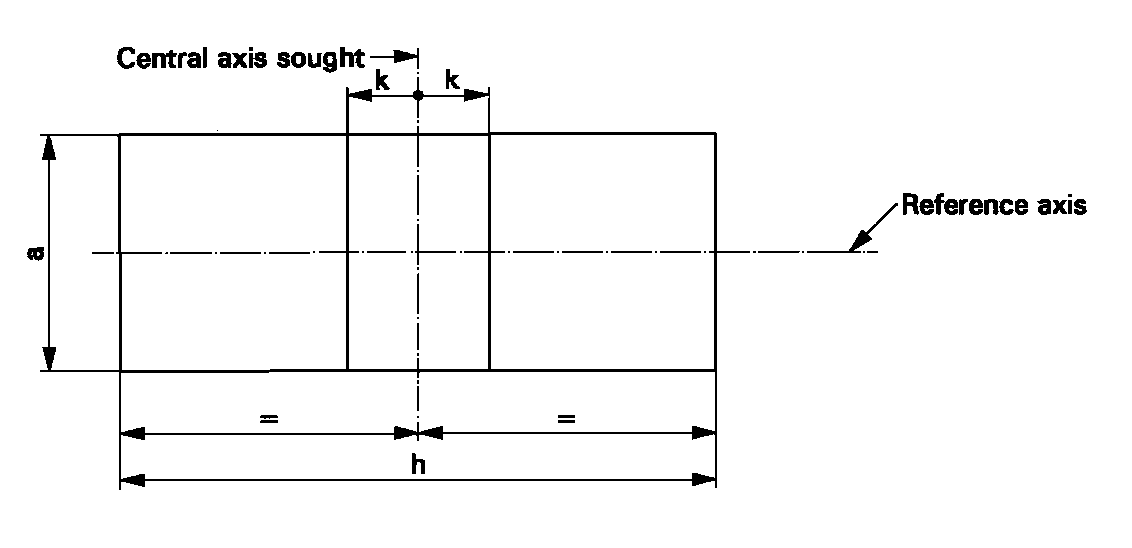 Central axis sought
k k
Reference axis
a
= =
h